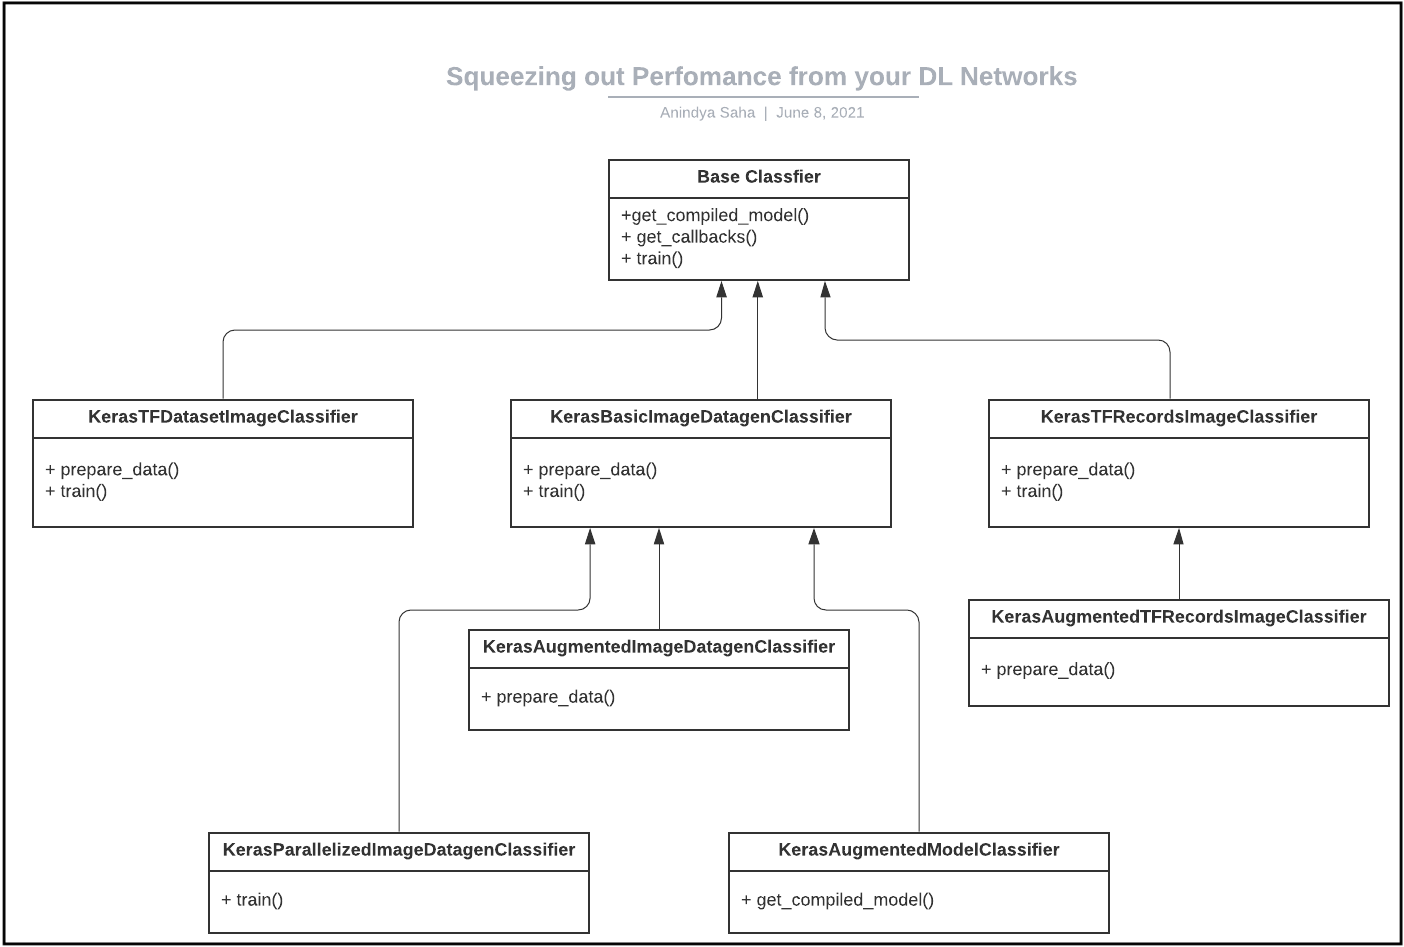 Squeezing out Perfomance from your DL Networks
Anindya Saha | June 8, 2021
Base Classfier
+get_compiled_model()
+ get_callbacks()
+ train()
KerasTFDatasetImageClassifier
+ prepare_data()
+ train()
KerasBasicImageDatagenClassifier
+ prepare_data()
+ train()
KerasTFRecordsImageClassifier
+ prepare_data()
+ train()
KerasAugmentedImageDatagenClassifier
+ prepare_data()
KerasAugmentedTFRecordsImageClassifier
+ prepare_data()
KerasParallelizedImageDatagenClassifier
+ train()
KerasAugmentedModelClassifier
+ get_compiled_model()